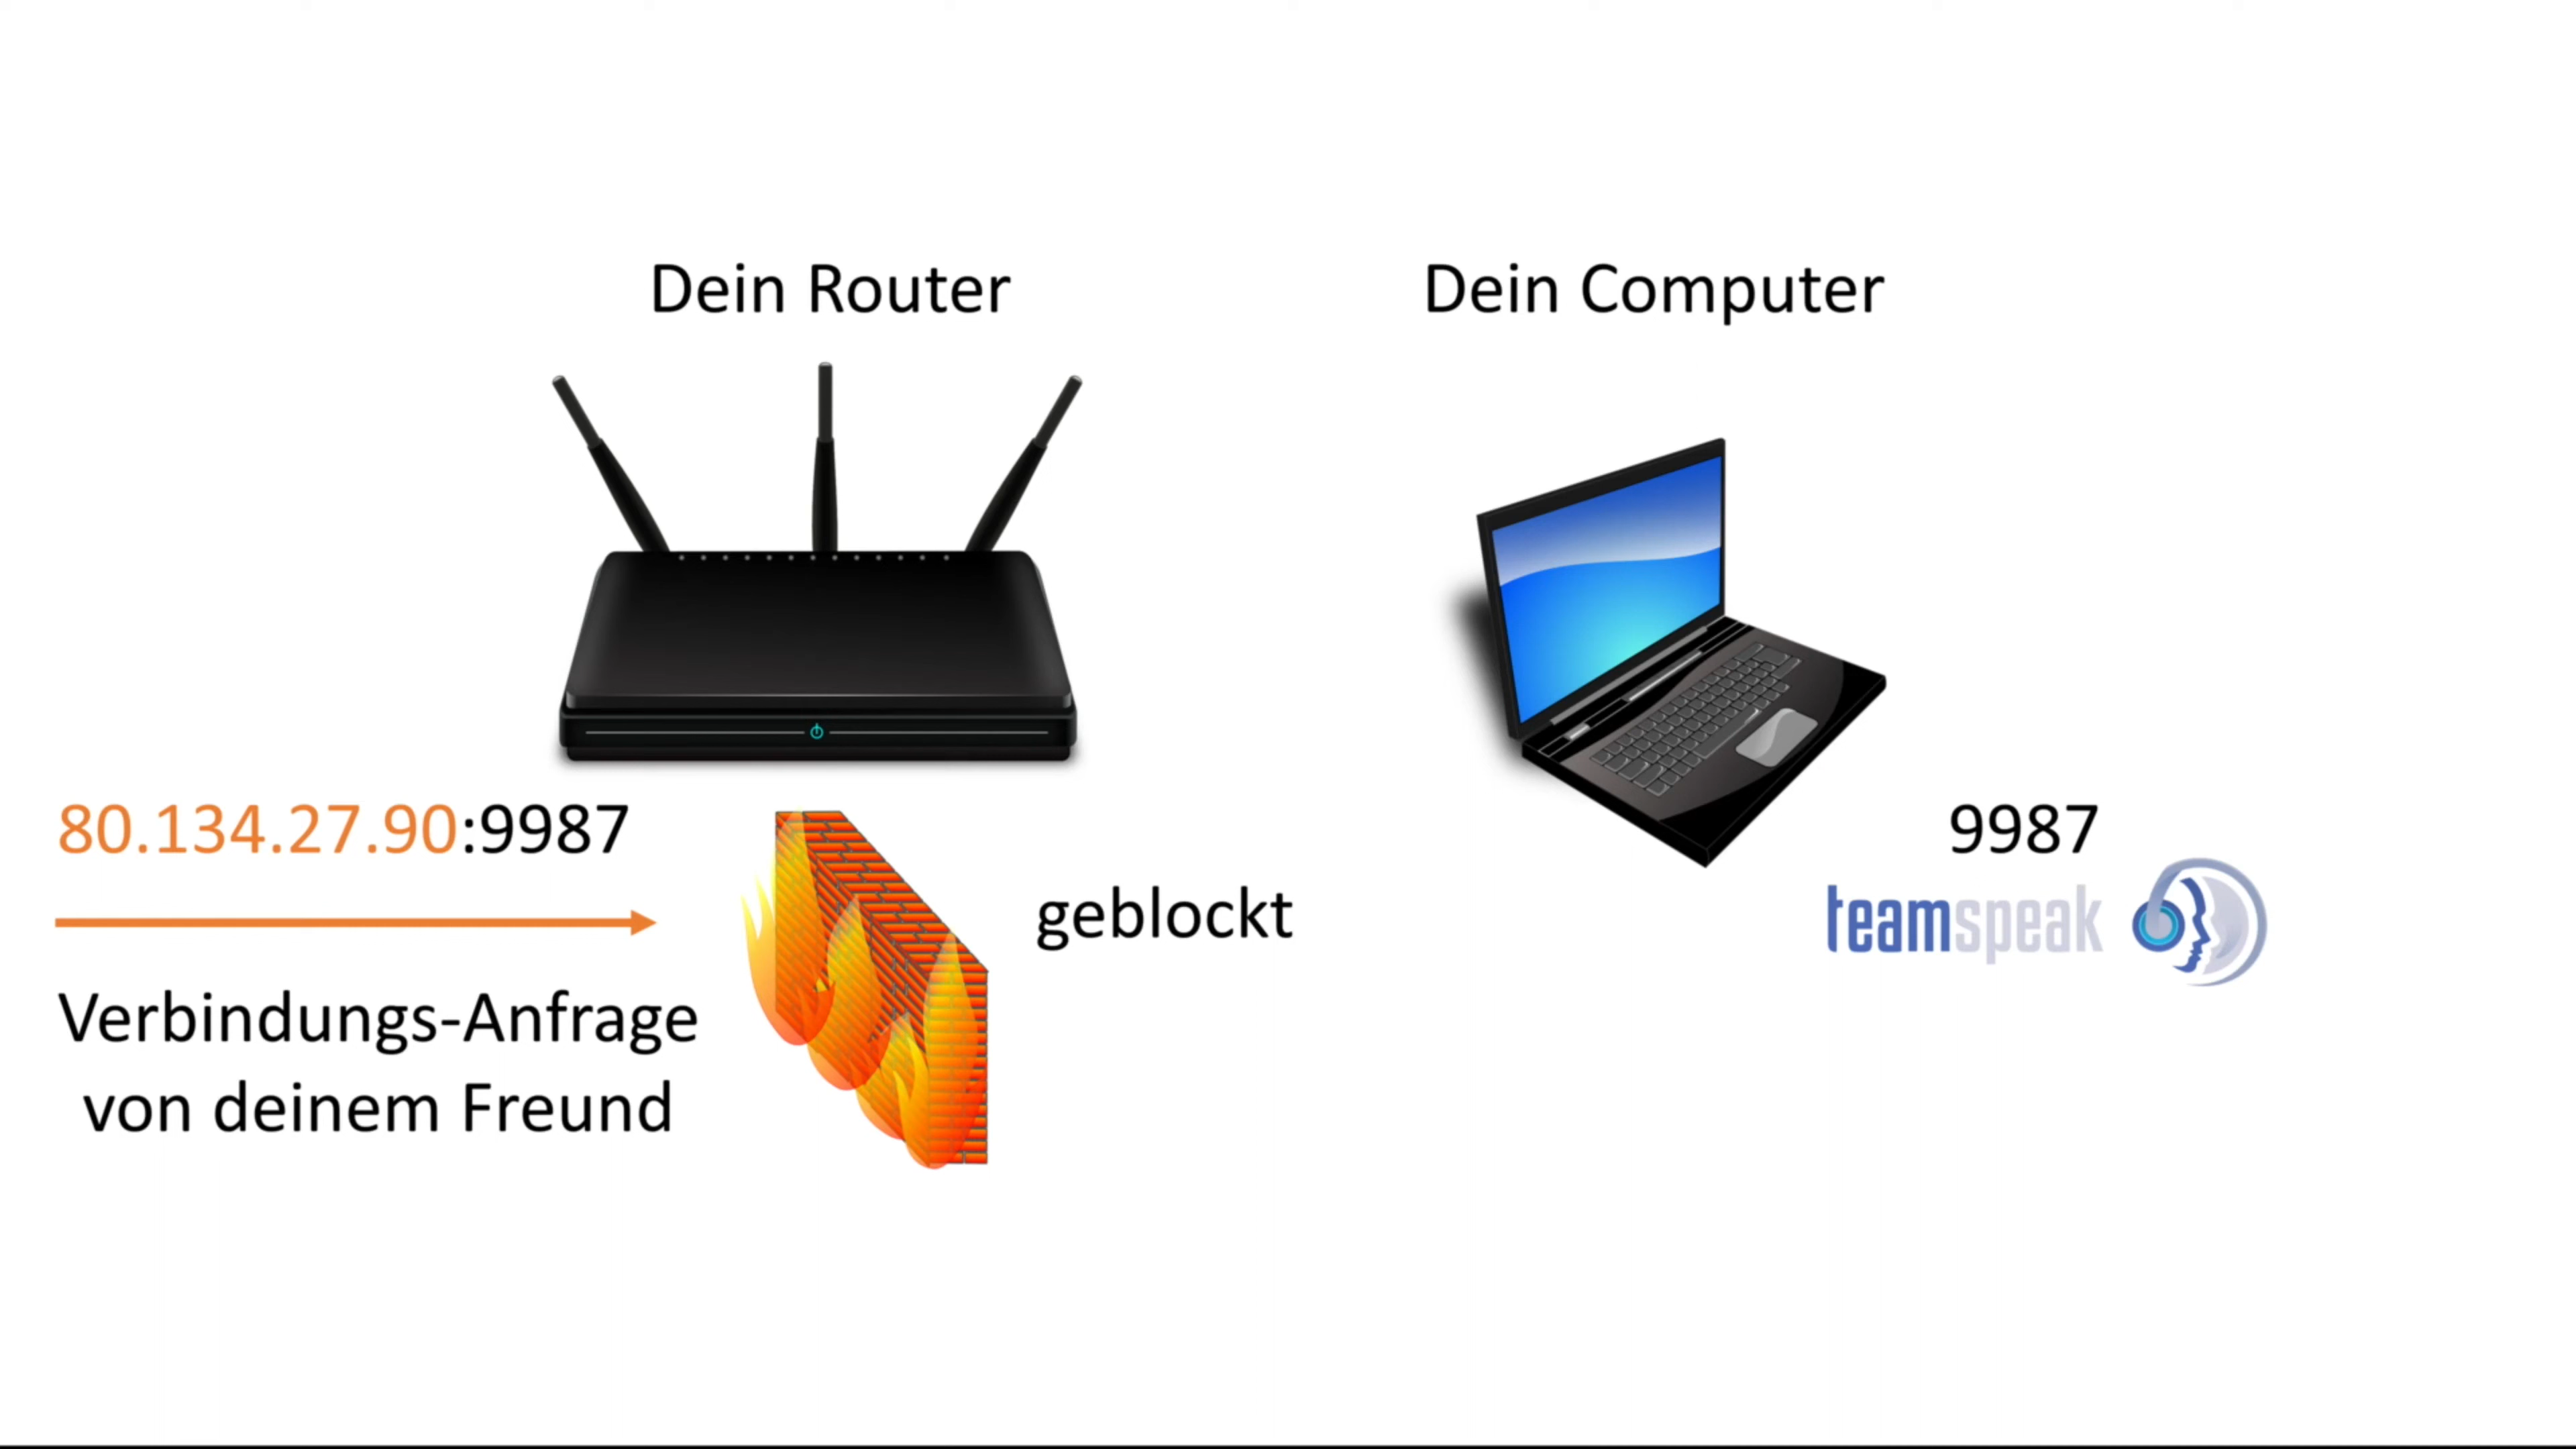 Dein Router
Dein Computer
80.134.27.90:9987
9987
geblockt
teamspeak
Verbindungs-Anfrage
von deinem Freund